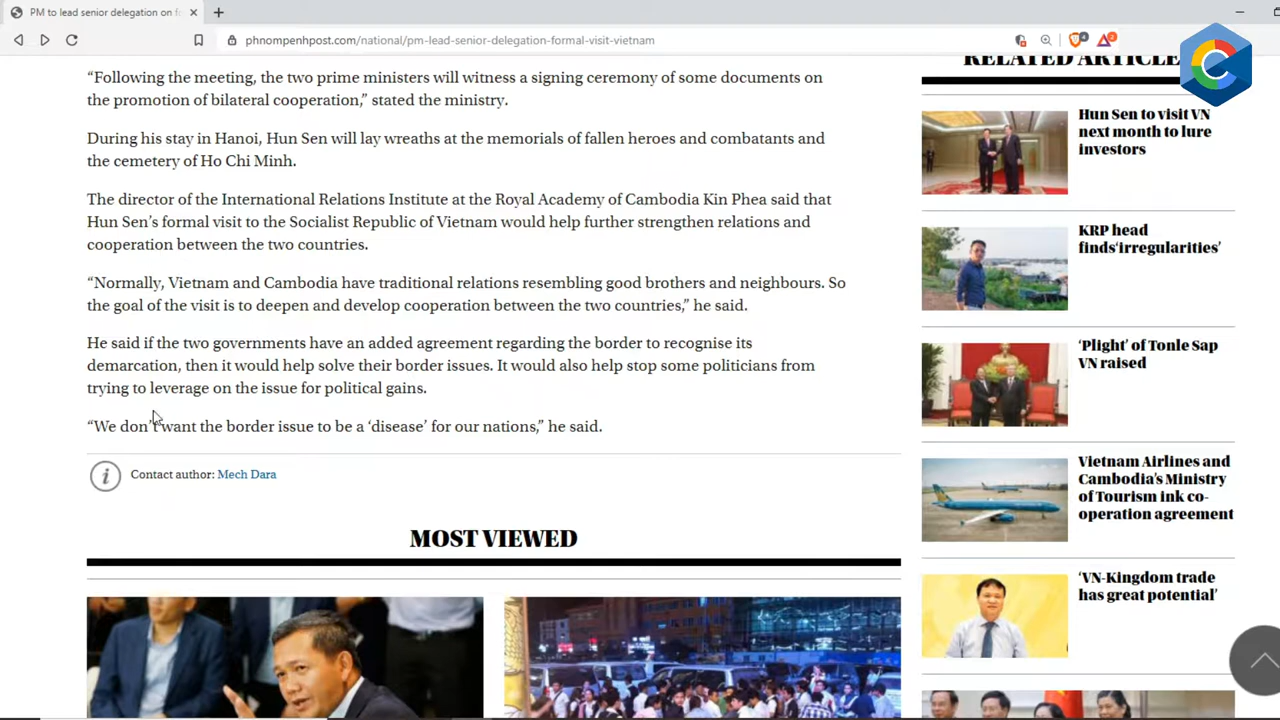 PM to lead senior delegation on fo
phnompenhpost.com/national/pm-lead-senior-delegation-formal-visit-vietnam
“Following the meeting, the two prime ministers will witness a signing ceremony of some documents on
the promotion of bilateral cooperation,” stated the ministry.
During his stay in Hanoi, Hun Sen will lay wreaths at the memorials of fallen heroes and combatants and
the cemetery of Ho Chi Minh.
The director of the International Relations Institute at the Royal Academy of Cambodia Kin Phea said that
Hun Sen’s formal visit to the Socialist Republic of Vietnam would help further strengthen relations and
cooperation between the two countries.
“Normally, Vietnam and Cambodia have traditional relations resembling good brothers and neighbours. So
the goal of the visit is to deepen and develop cooperation between the two countries,” he said.
He said if the two governments have an added agreement regarding the border to recognise its
demarcation, then it would help solve their border issues. It would also help stop some politicians from
trying to leverage on the issue for political gains.
“We don’t want the border issue to be a ‘disease’ for our nations,” he said.
Contact author: Mech Dara
MOST VIEWED
RELATED ARTICLE
Hun Sen to visit VN
next month to lure
investors
KRP head
finds‘irregularities’
‘Plight’ of Tonle Sap
VN raised
Vietnam Airlines and
Cambodia’s Ministry
of Tourism ink co-
operation agreement
‘VN-Kingdom trade
has great potential’